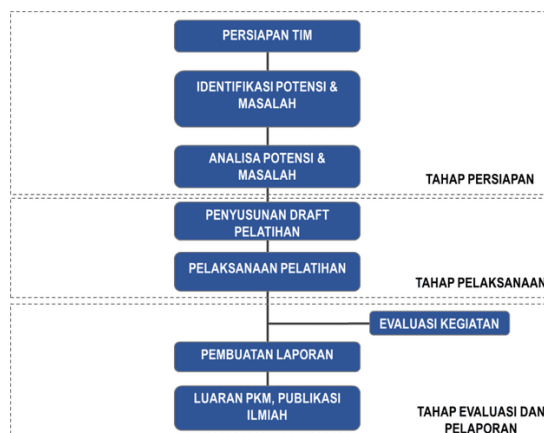 PERSIAPAN TIM
IDENTIFIKASI POTENSI &
MASALAH
ANALISA POTENSI &
MASALAH
TAHAP PERSIAPAN
PENYUSUNAN DRAFT
PELATIHAN
PELAKSANAAN PELATIHAN
TAHAP PELAKSANAAN
EVALUASI KEGIATAN
PEMBUATAN LAPORAN
LUARAN PKM, PUBLIKASI
ILMIAH
TAHAP EVALUASI DAN
PELAPORAN